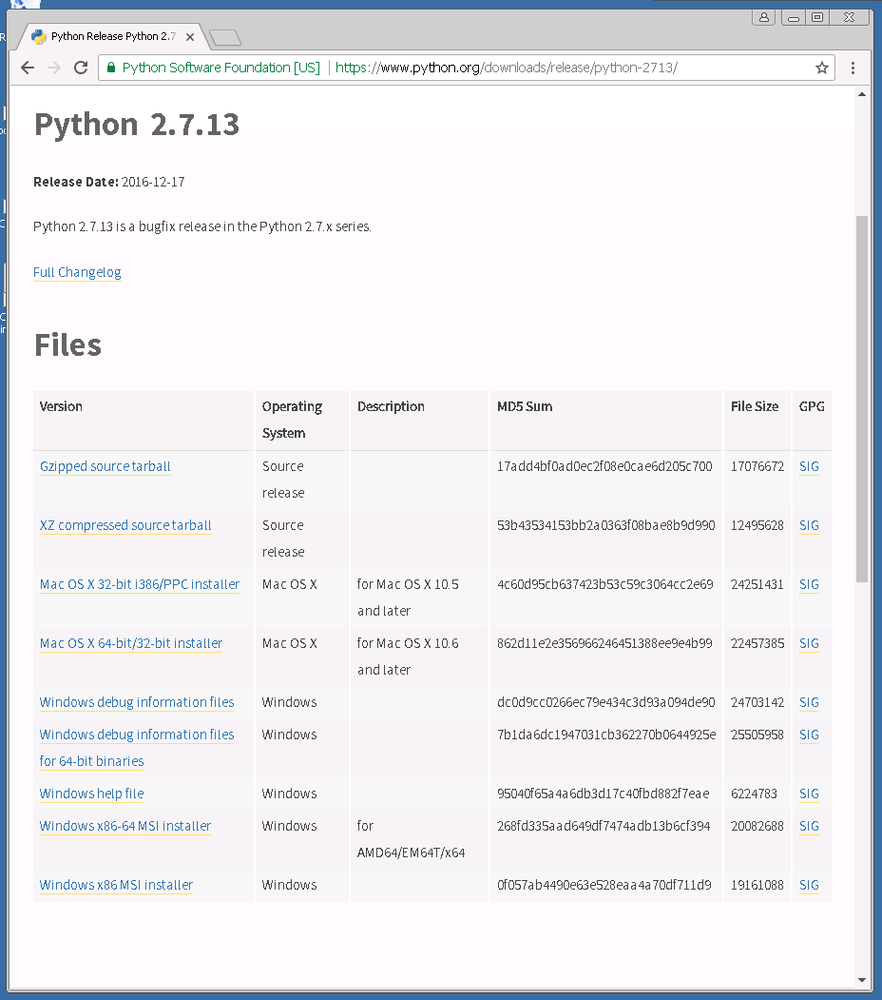 Python Release Python 2.7
Python Software Foundation [US] | https://www.python.org/downloads/release/python-2713/
Python 2.7.13
Release Date: 2016-12-17
Python 2.7.13 is a bugfix release in the Python 2.7.x series.
Full Changelog
Files
Version Operating System Description MD5 Sum File Size GPG
Gzipped source tarball Source release 17add4bf0ad0ec2f08e0cae6d205c700 17076672 SIG
XZ compressed source tarball Source release 53b43534153bb2a0363f08bae8b9d990 12495628 SIG
Mac OS X 32-bit i386/PPC installer Mac OS X for Mac OS X 10.5 and later 4c60d95cb637423b53c59c3064cc2e69 24251431 SIG
Mac OS X 64-bit/32-bit installer Mac OS X for Mac OS X 10.6 and later 862d11e2e356966246451388ee9e4b99 22457385 SIG
Windows debug information files Windows dc0d9cc0266ec79e434c3d93a094de90 24703142 SIG
Windows debug information files for 64-bit binaries Windows 7b1da6dc1947031cb362270b0644925e 25505958 SIG
Windows help file Windows 95040f65a4a6db3d17c40fbd882f7eae 6224783 SIG
Windows x86-64 MSI installer Windows for AMD64/EM64T/x64 268fd335aad649df7474adb13b6cf394 20082688 SIG
Windows x86 MSI installer Windows 0f057ab4490e63e528eaa4a70df711d9 19161088 SIG